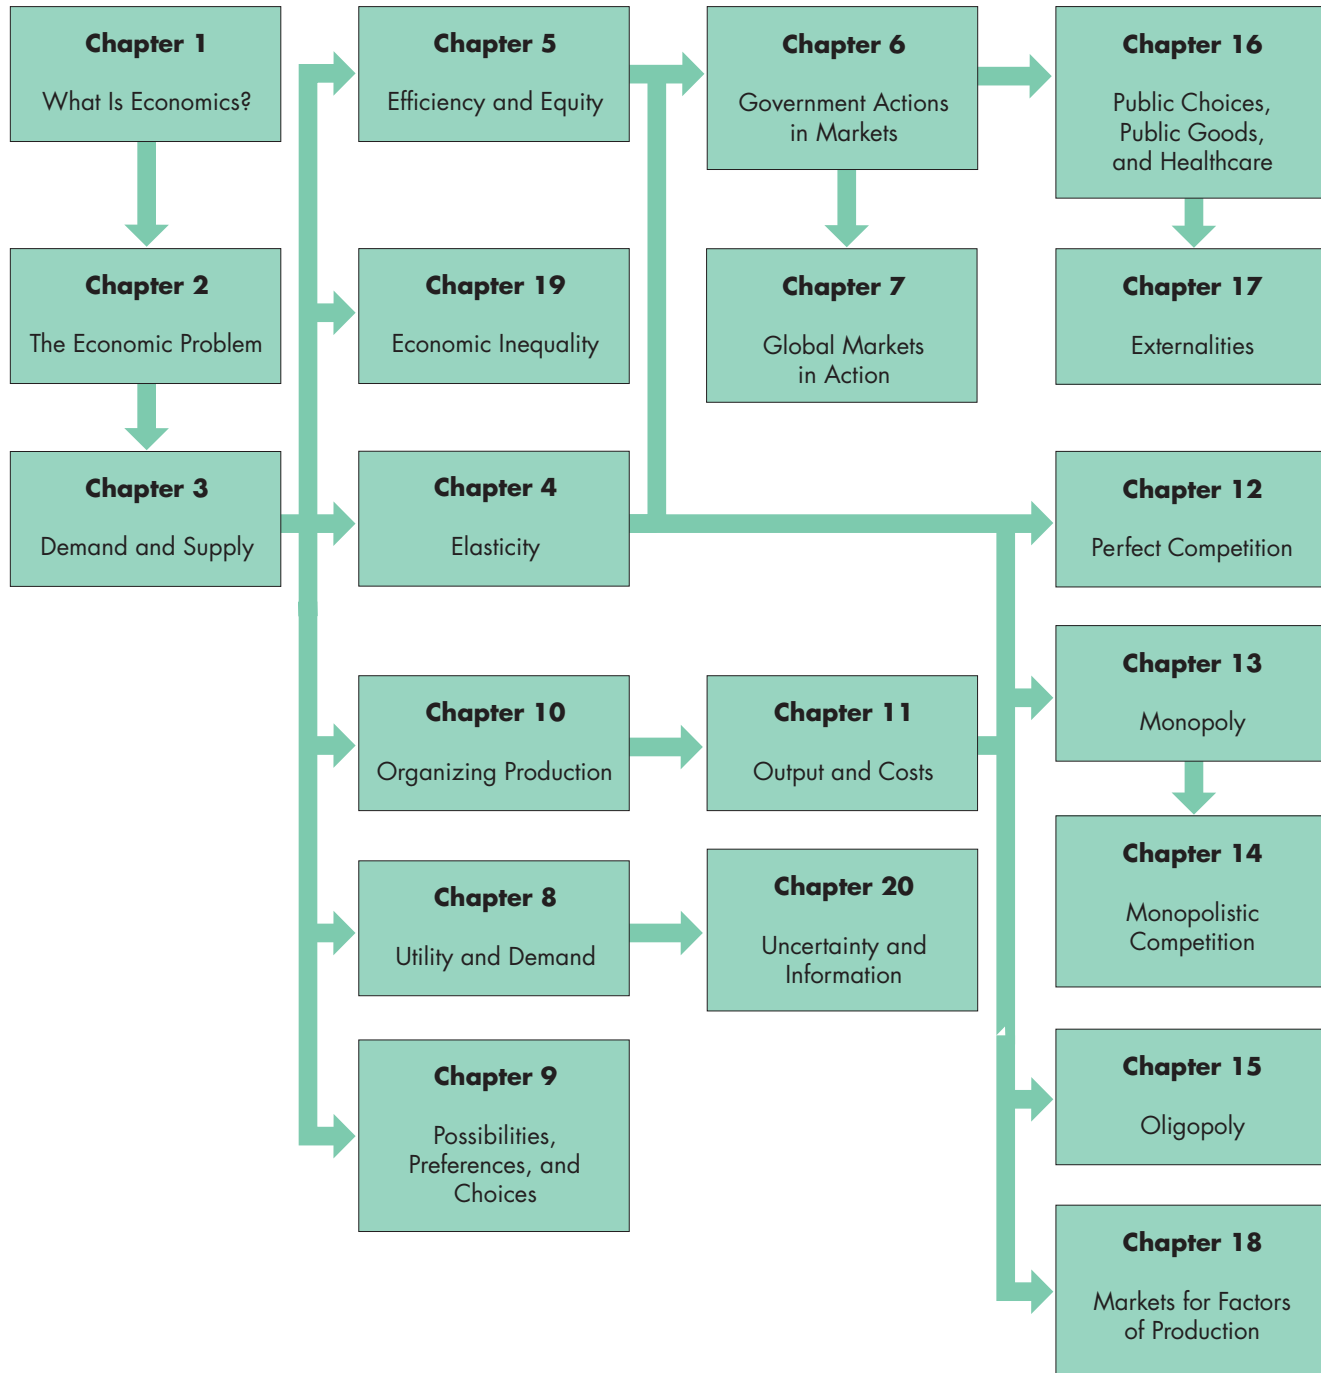 Chapter 1
What Is Economics?
Chapter 5
Efficiency and Equity
Chapter 6
Government Actions
in Markets
Chapter 16
Public Choices,
Public Goods,
and Healthcare
Chapter 2
The Economic Problem
Chapter 19
Economic Inequality
Chapter 7
Global Markets
in Action
Chapter 17
Externalities
Chapter 3
Demand and Supply
Chapter 4
Elasticity
Chapter 12
Perfect Competition
Chapter 10
Organizing Production
Chapter 11
Output and Costs
Chapter 13
Monopoly
Chapter 8
Utility and Demand
Chapter 20
Uncertainty and
Information
Chapter 14
Monopolistic
Competition
Chapter 9
Possibilities,
Preferences, and
Choices
Chapter 15
Oligopoly
Chapter 18
Markets for Factors
of Production